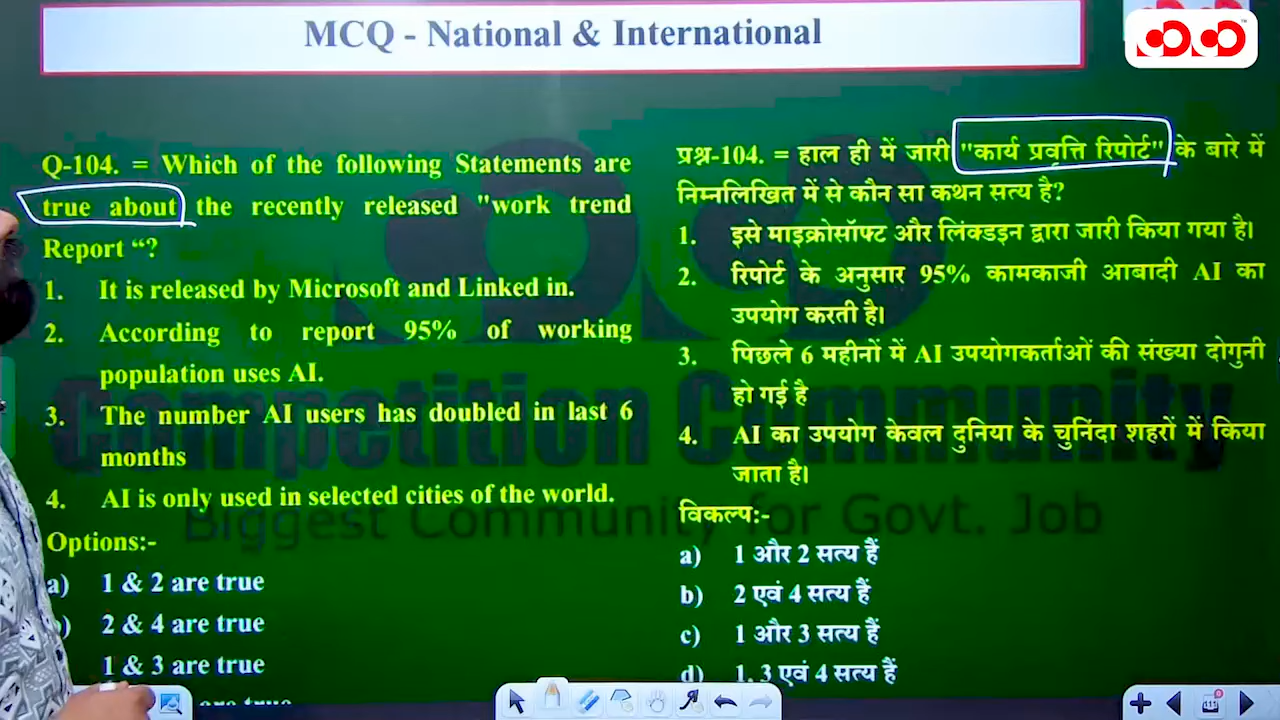 MCQ - National & International
Q-104. = Which of the following Statements are
true about the recently released "work trend
Report “?
1. It is released by Microsoft and Linked in.
2. According to report 95% of working
population uses AI.
3. The number AI users has doubled in last 6
months
4. AI is only used in selected cities of the world.
Options:-
a) 1 & 2 are true
2 & 4 are true
1 & 3 are true
are true
प्रश्न-104. = हाल ही में जारी "कार्य प्रवृत्ति रिपोर्ट" के बारे में
निम्नलिखित में से कौन सा कथन सत्य है?
1. इसे माइक्रोसॉफ्ट और लिंक्डइन द्वारा जारी किया गया है।
2. रिपोर्ट के अनुसार 95% कामकाजी आबादी AI का
उपयोग करती है।
3. पिछले 6 महीनों में AI उपयोगकर्ताओं की संख्या दोगुनी
हो गई है
4. AI का उपयोग केवल दुनिया के चुनिंदा शहरों में किया
जाता है।
विकल्प:-
a) 1 और 2 सत्य हैं
b) 2 एवं 4 सत्य हैं
c) 1 और 3 सत्य हैं
d) 1, 3 एवं 4 सत्य हैं
Competition Community
Biggest Community for Govt. Job